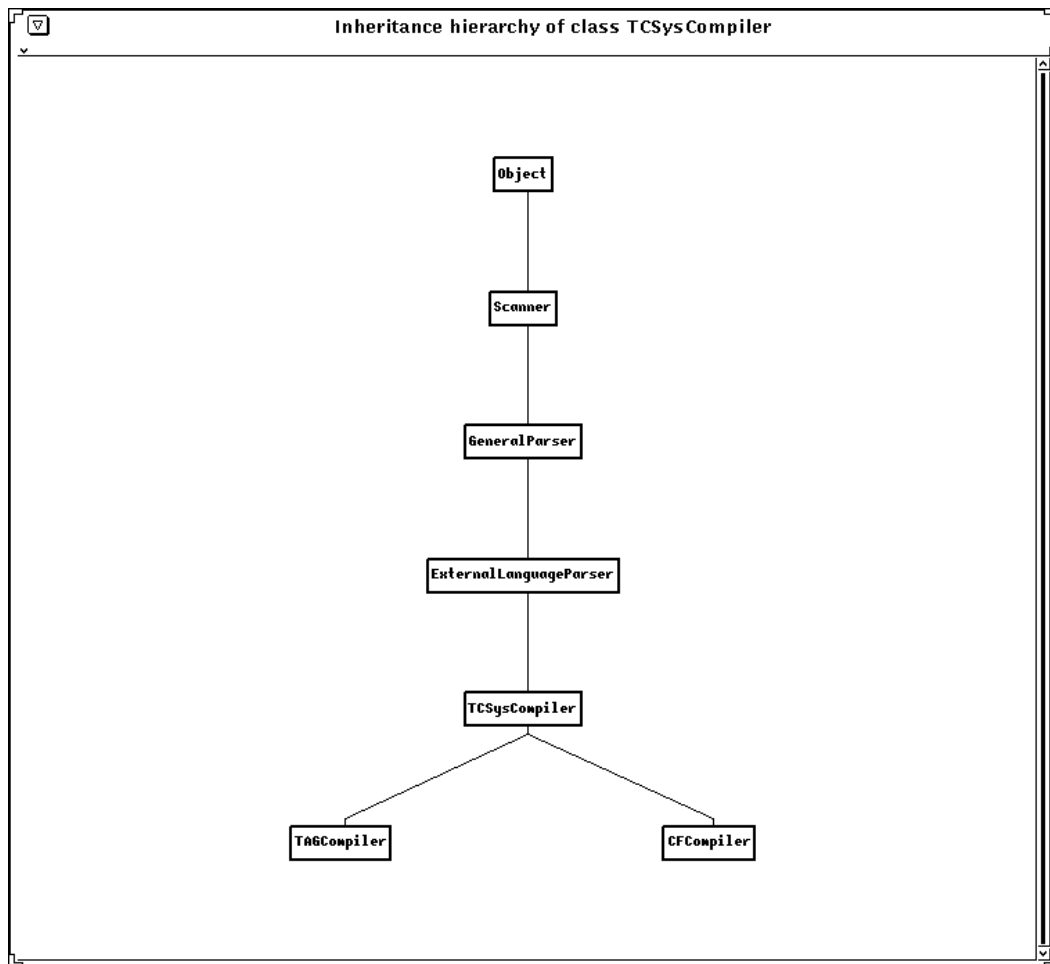 Inheritance hierarchy of class TCSysCompiler
Object
Scanner
GeneralParser
ExternalLanguageParser
TCSysCompiler
TAGCompiler CFCompiler